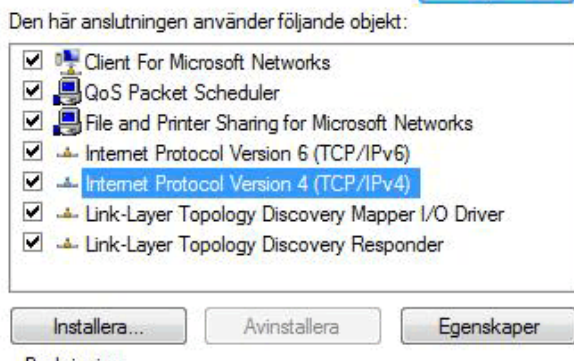 Den här anslutningen använder följande objekt:
Client For Microsoft Networks
QoS Packet Scheduler
File and Printer Sharing for Microsoft Networks
Internet Protocol Version 6 (TCP/IPv6)
Internet Protocol Version 4 (TCP/IPv4)
Link-Layer Topology Discovery Mapper I/O Driver
Link-Layer Topology Discovery Responder
Installera... Avinstallera Egenskaper